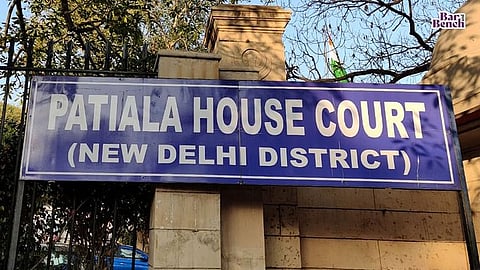 Bar&
Bench
PATIALA HOUSE COURT
(NEW DELHI DISTRICT)